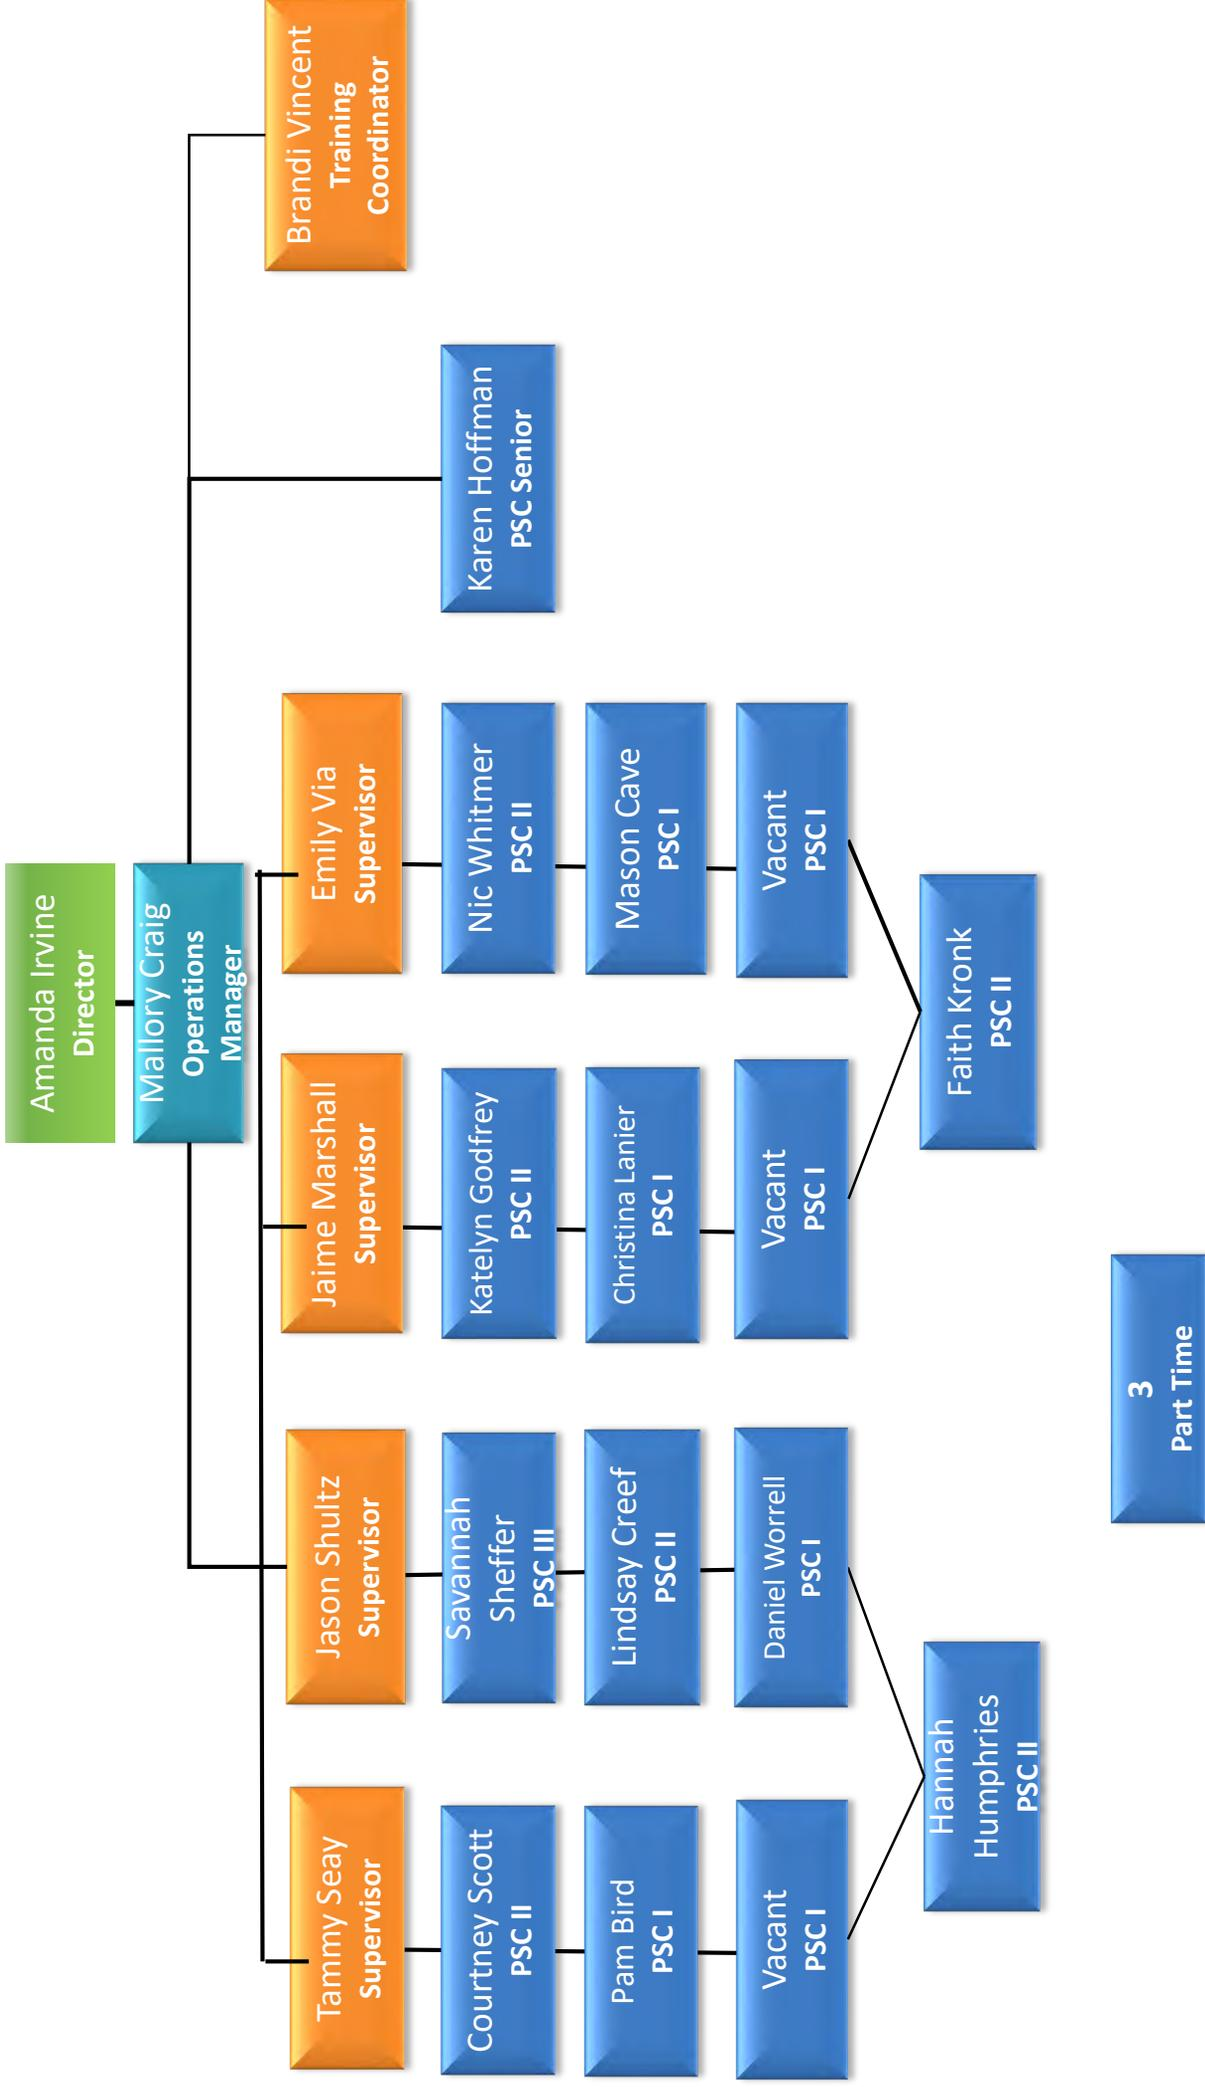 Amanda Irvine
Director
Mallory Craig
Operations
Manager
Tammy Seay
Supervisor
Jason Shultz
Supervisor
Jaime Marshall
Supervisor
Emily Via
Supervisor
Brandi Vincent
Training
Coordinator
Courtney Scott
PSC II
Savannah
Sheffer
PSC III
Katelyn Godfrey
PSC II
Nic Whitmer
PSC II
Karen Hoffman
PSC Senior
Pam Bird
PSC I
Lindsay Creef
PSC II
Christina Lanier
PSC I
Mason Cave
PSC I
Vacant
PSC I
Daniel Worrell
PSC I
Vacant
PSC I
Vacant
PSC I
Hannah
Humphries
PSC II
Faith Kronk
PSC II
3
Part Time